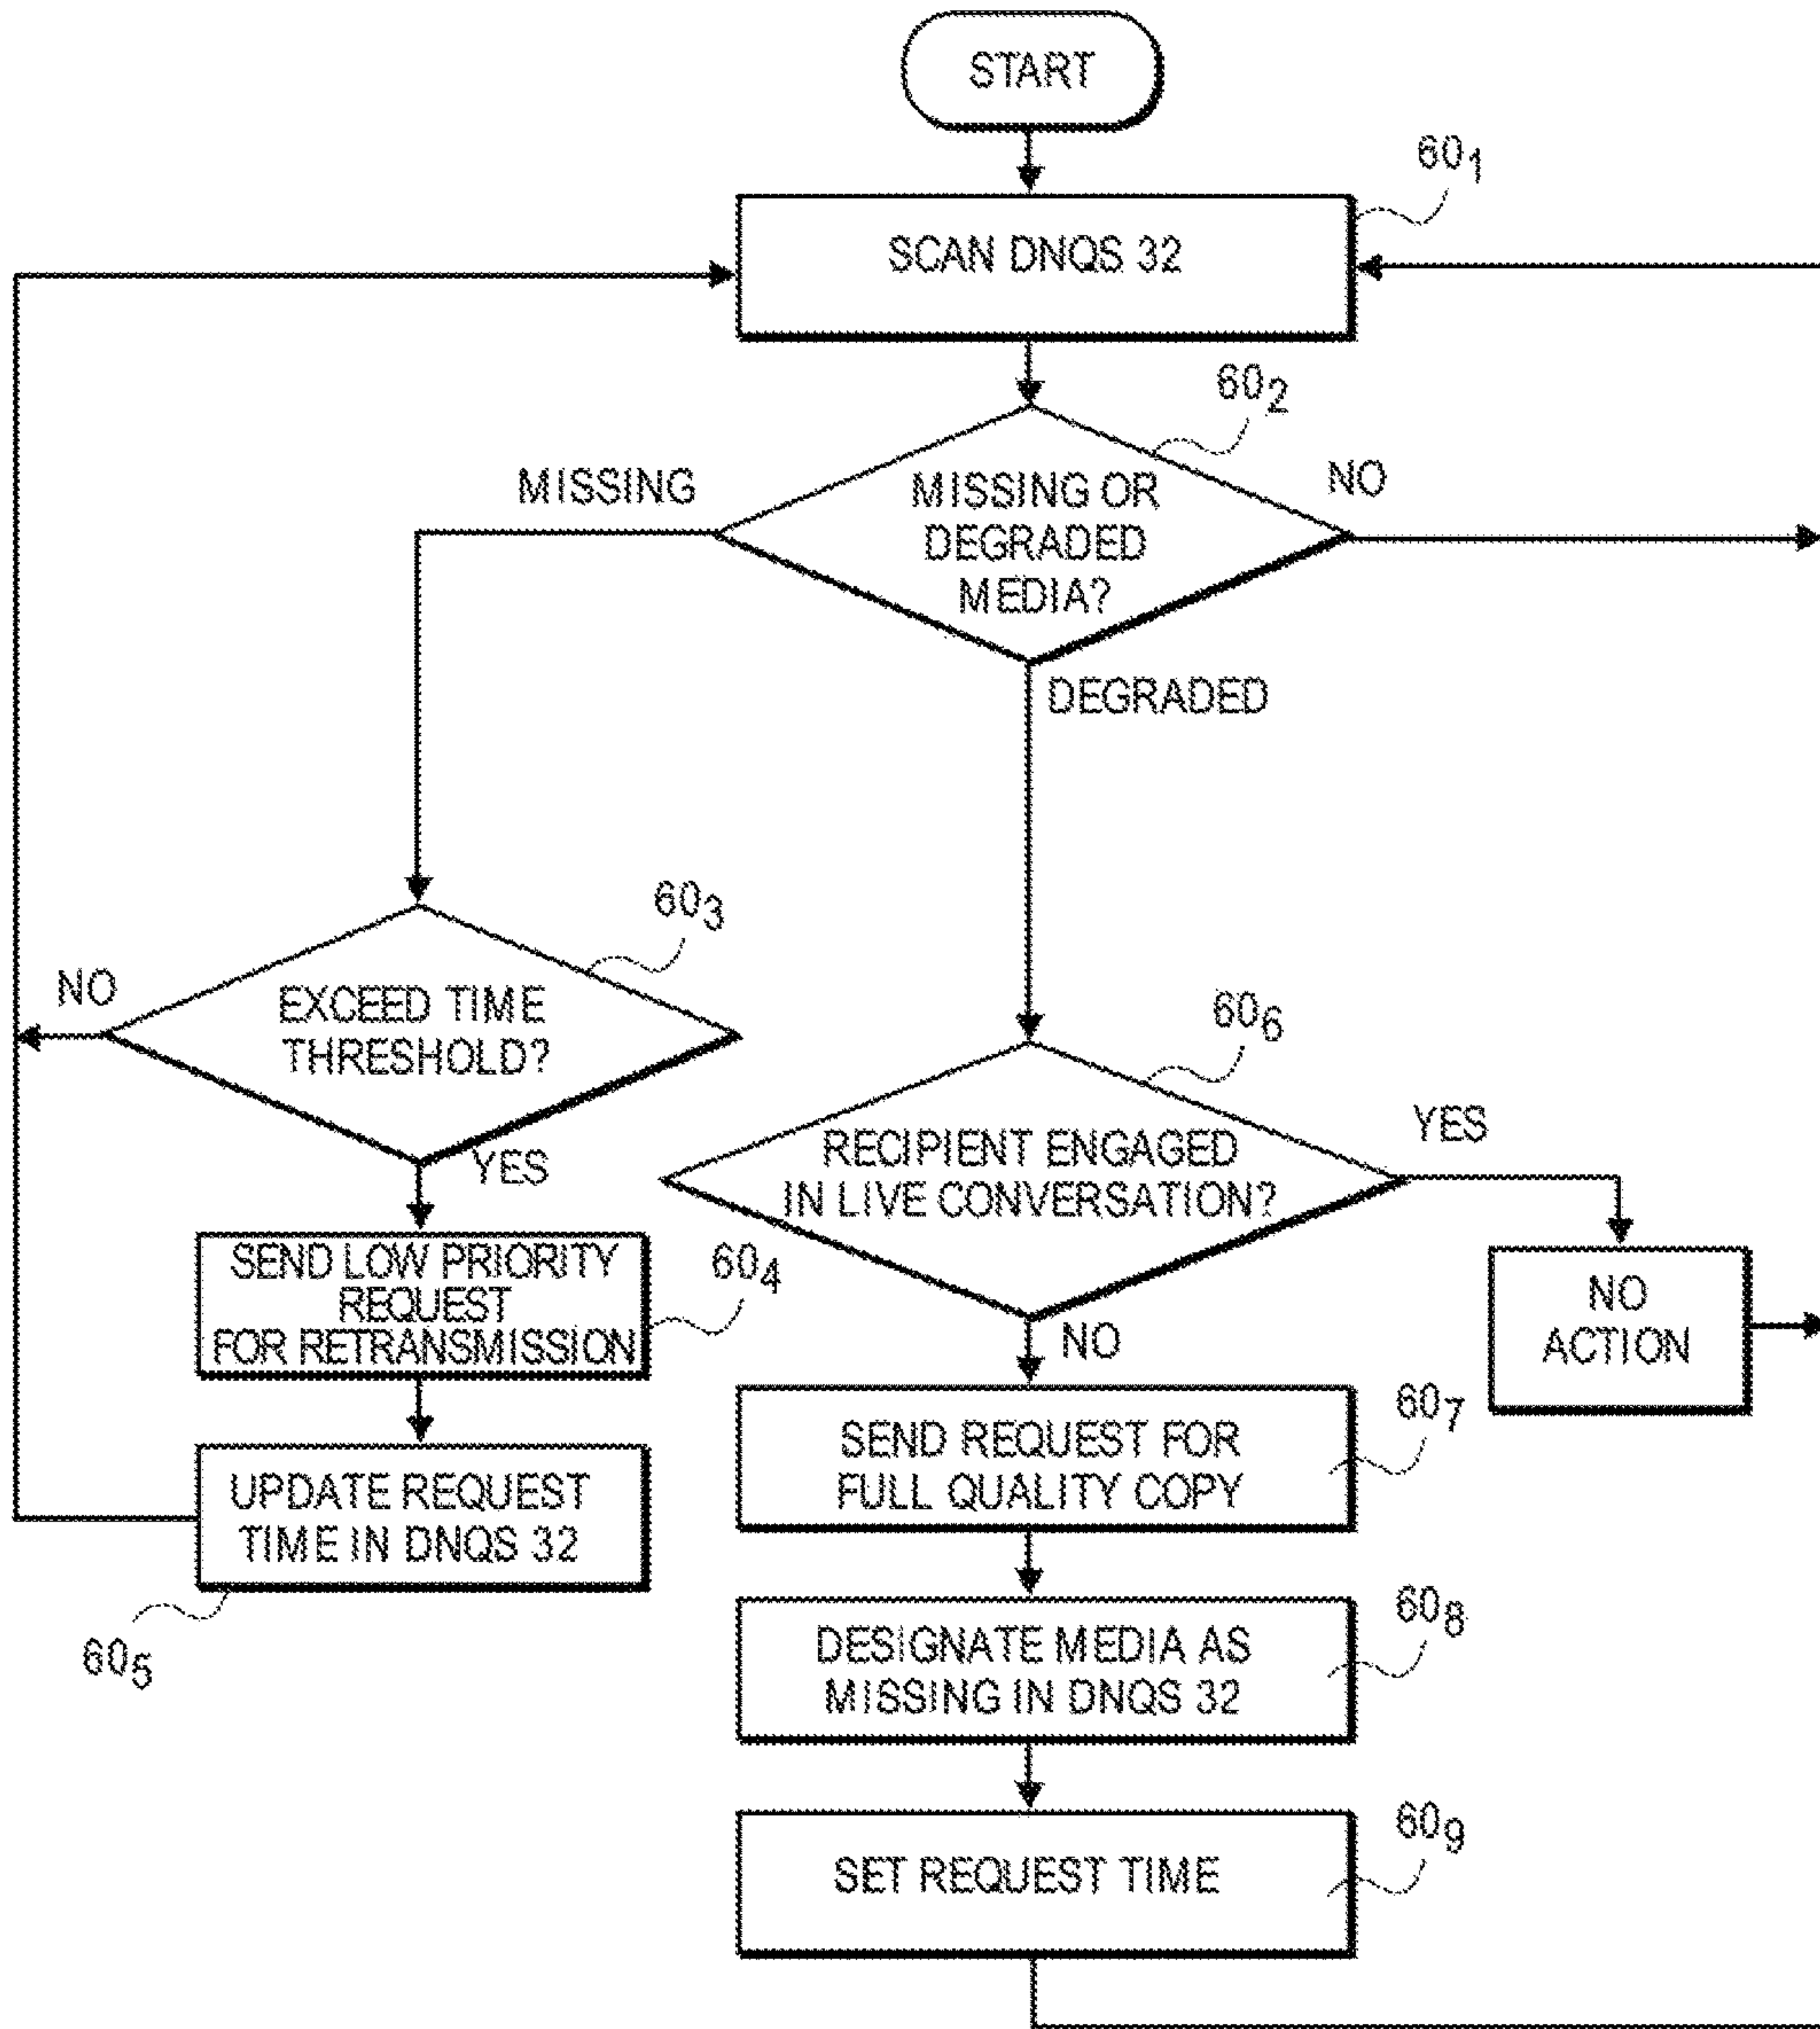 START
60₁
SCAN DNQS 32
60₂
MISSING
MISSING OR
DEGRADED
MEDIA?
NO
DEGRADED
60₃
NO
EXCEED TIME
THRESHOLD?
YES
60₆
RECIPIENT ENGAGED
IN LIVE CONVERSATION?
YES
SEND LOW PRIORITY
REQUEST
FOR RETRANSMISSION
60₄
NO
ACTION
NO
60₇
SEND REQUEST FOR
FULL QUALITY COPY
UPDATE REQUEST
TIME IN DNQS 32
60₅
60₈
DESIGNATE MEDIA AS
MISSING IN DNQS 32
60₉
SET REQUEST TIME